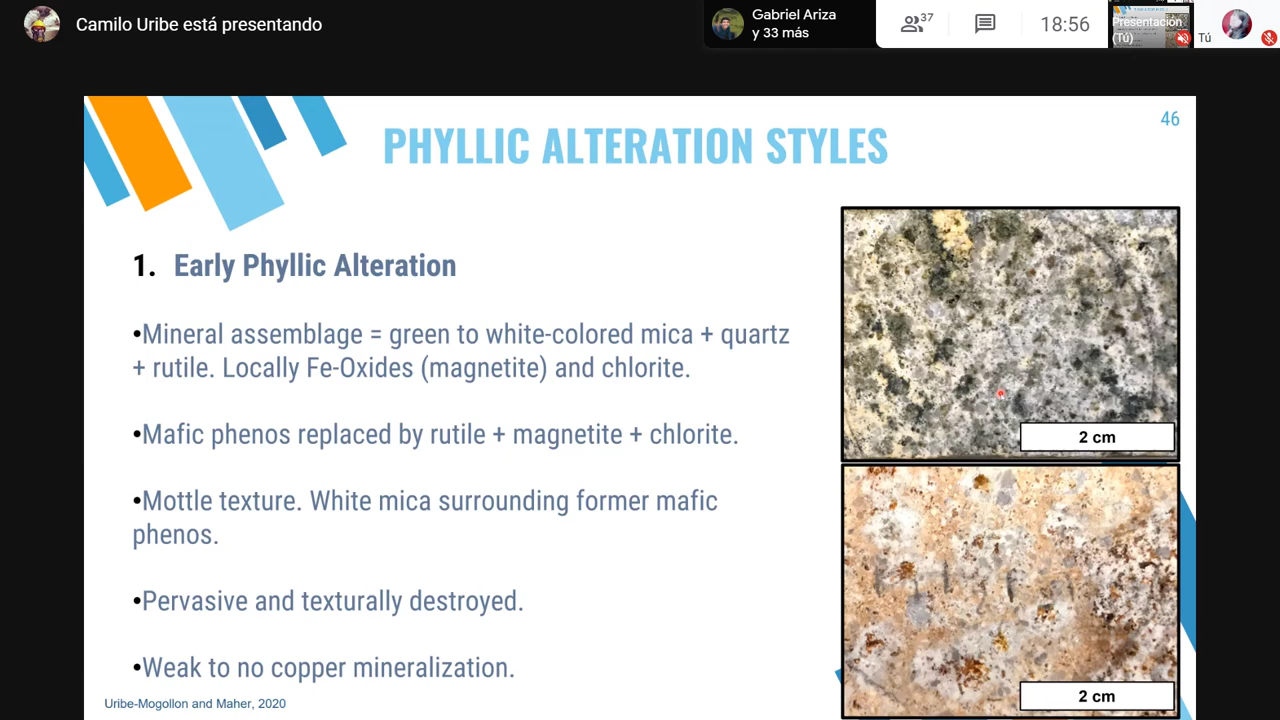 Camilo Uribe está presentando
Gabriel Ariza
y 33 más
37
18:56
Presentación
(Tú)
Tú
46
PHYLLIC ALTERATION STYLES
1. Early Phyllic Alteration
•Mineral assemblage = green to white-colored mica + quartz
+ rutile. Locally Fe-Oxides (magnetite) and chlorite.
•Mafic phenos replaced by rutile + magnetite + chlorite.
•Mottle texture. White mica surrounding former mafic
phenos.
•Pervasive and texturally destroyed.
•Weak to no copper mineralization.
Uribe-Mogollon and Maher, 2020
2 cm
2 cm